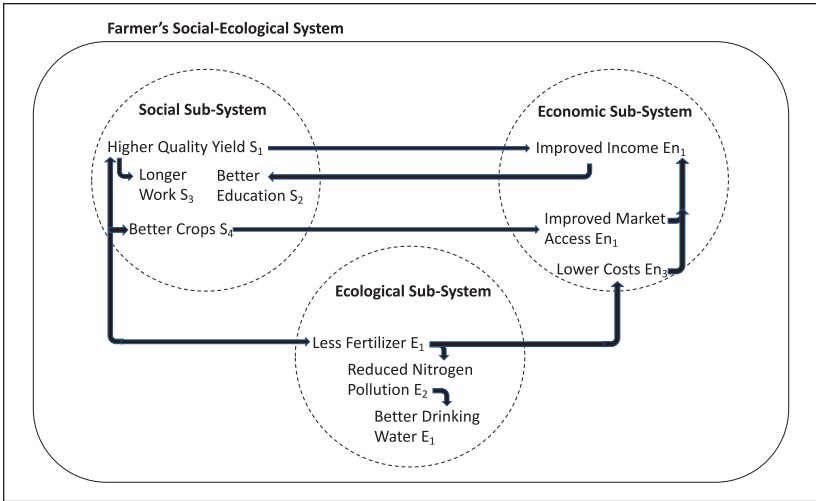 Farmer’s Social-Ecological System
Social Sub-System
Higher Quality Yield S₁
Longer
Work S₃
Better
Education S₂
Better Crops S₄
Economic Sub-System
Improved Income En₁
Improved Market
Access En₁
Lower Costs En₃
Ecological Sub-System
Less Fertilizer E₁
Reduced Nitrogen
Pollution E₂
Better Drinking
Water E₁